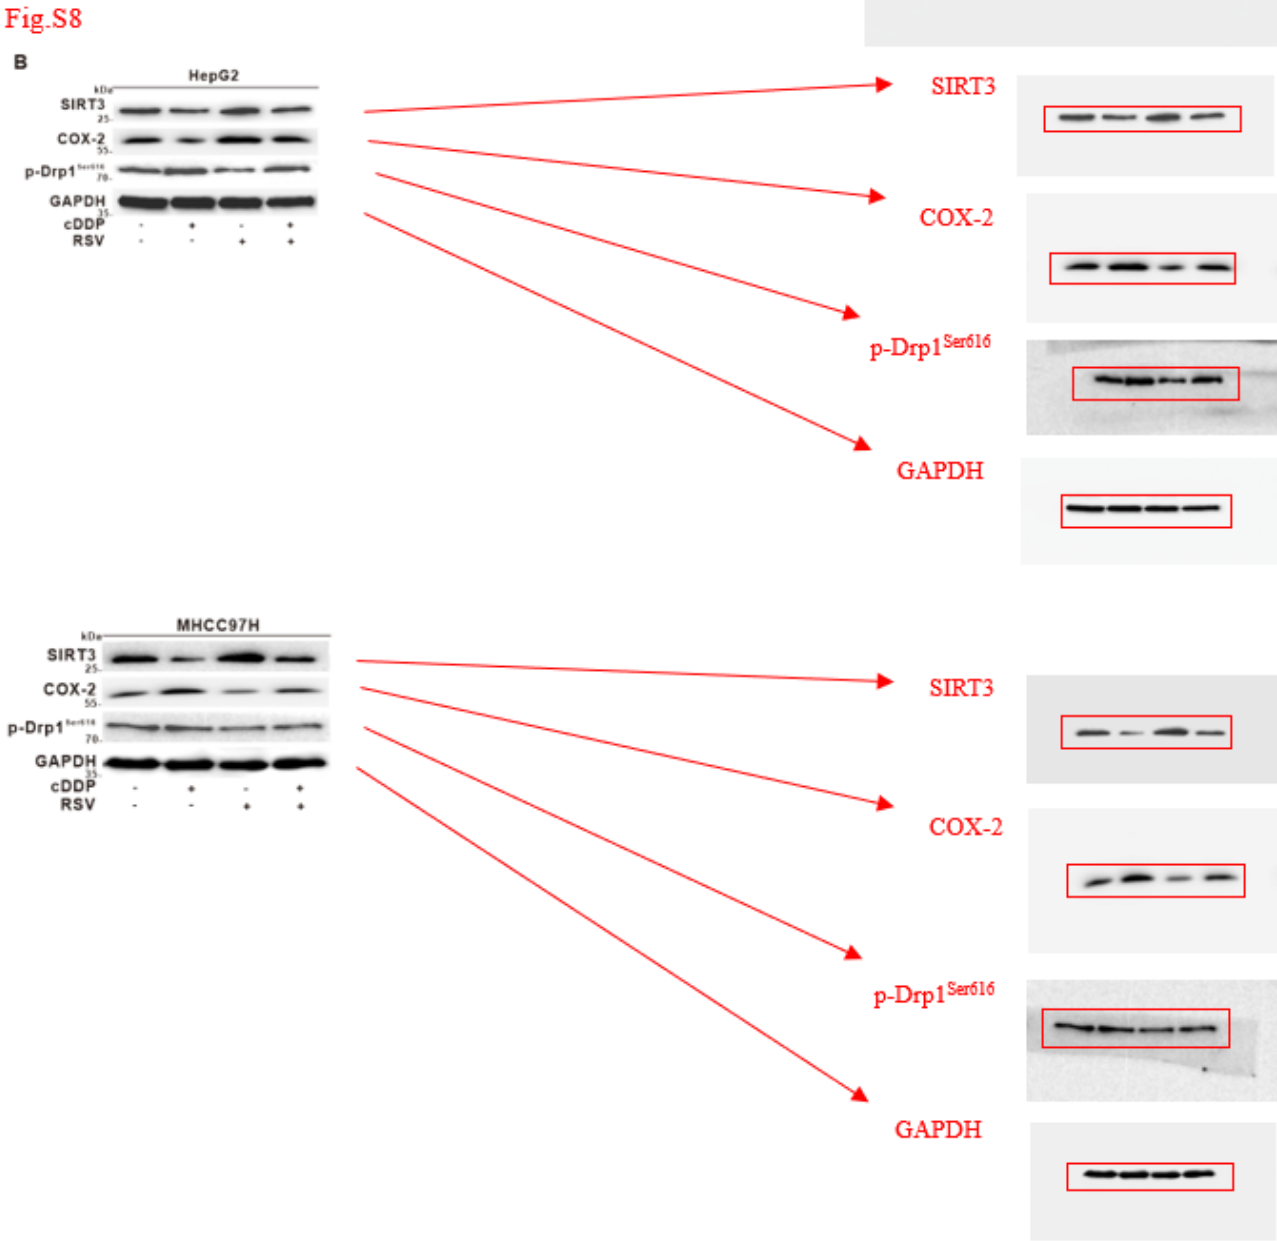 Fig.S8
B
HepG2
kDa
SIRT3
25-
COX-2
55-
p-Drp1Ser616
70-
GAPDH
35-
cDDP - + - +
RSV - - + +
SIRT3
COX-2
p-Drp1Ser616
GAPDH
MHCC97H
kDa
SIRT3
25-
COX-2
55-
p-Drp1Ser616
70-
GAPDH
35-
cDDP - + - +
RSV - - + +
SIRT3
COX-2
p-Drp1Ser616
GAPDH